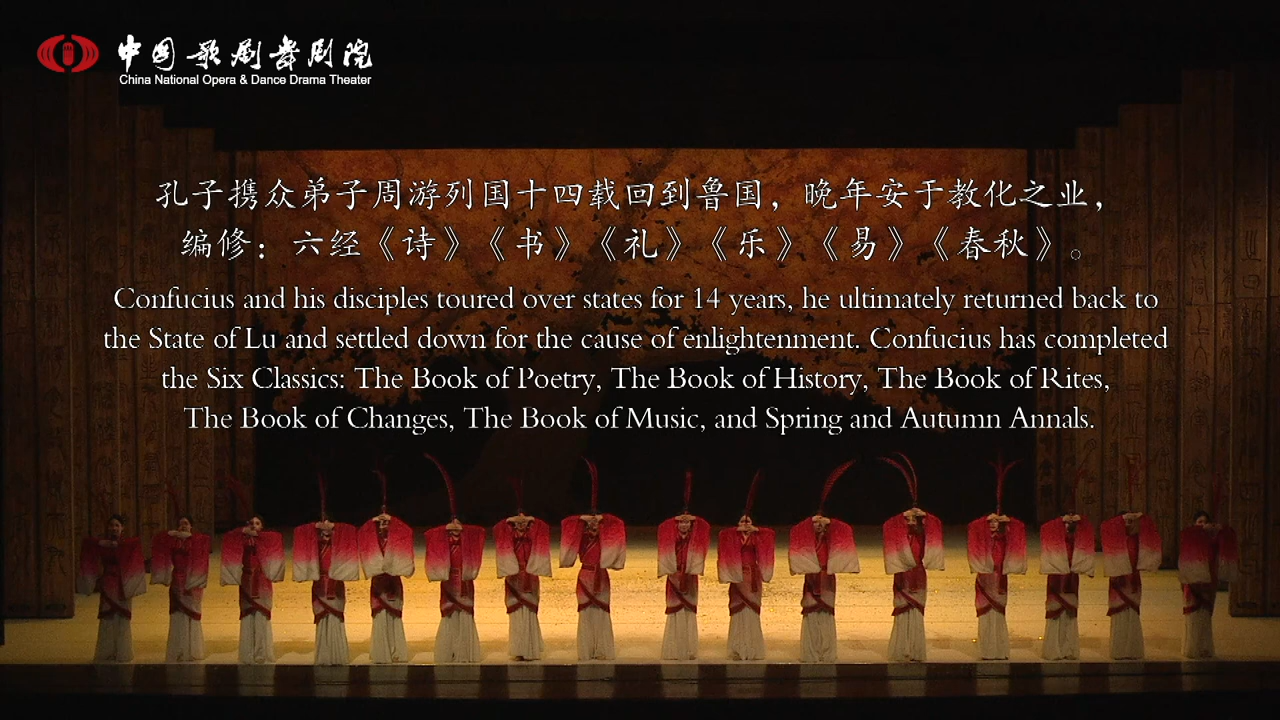 中国歌剧舞剧院
China National Opera & Dance Drama Theater
孔子携众弟子周游列国十四载回到鲁国，晚年安于教化之业，
编修：六经《诗》《书》《礼》《乐》《易》《春秋》。
Confucius and his disciples toured over states for 14 years, he ultimately returned back to
the State of Lu and settled down for the cause of enlightenment. Confucius has completed
the Six Classics: The Book of Poetry, The Book of History, The Book of Rites,
The Book of Changes, The Book of Music, and Spring and Autumn Annals.